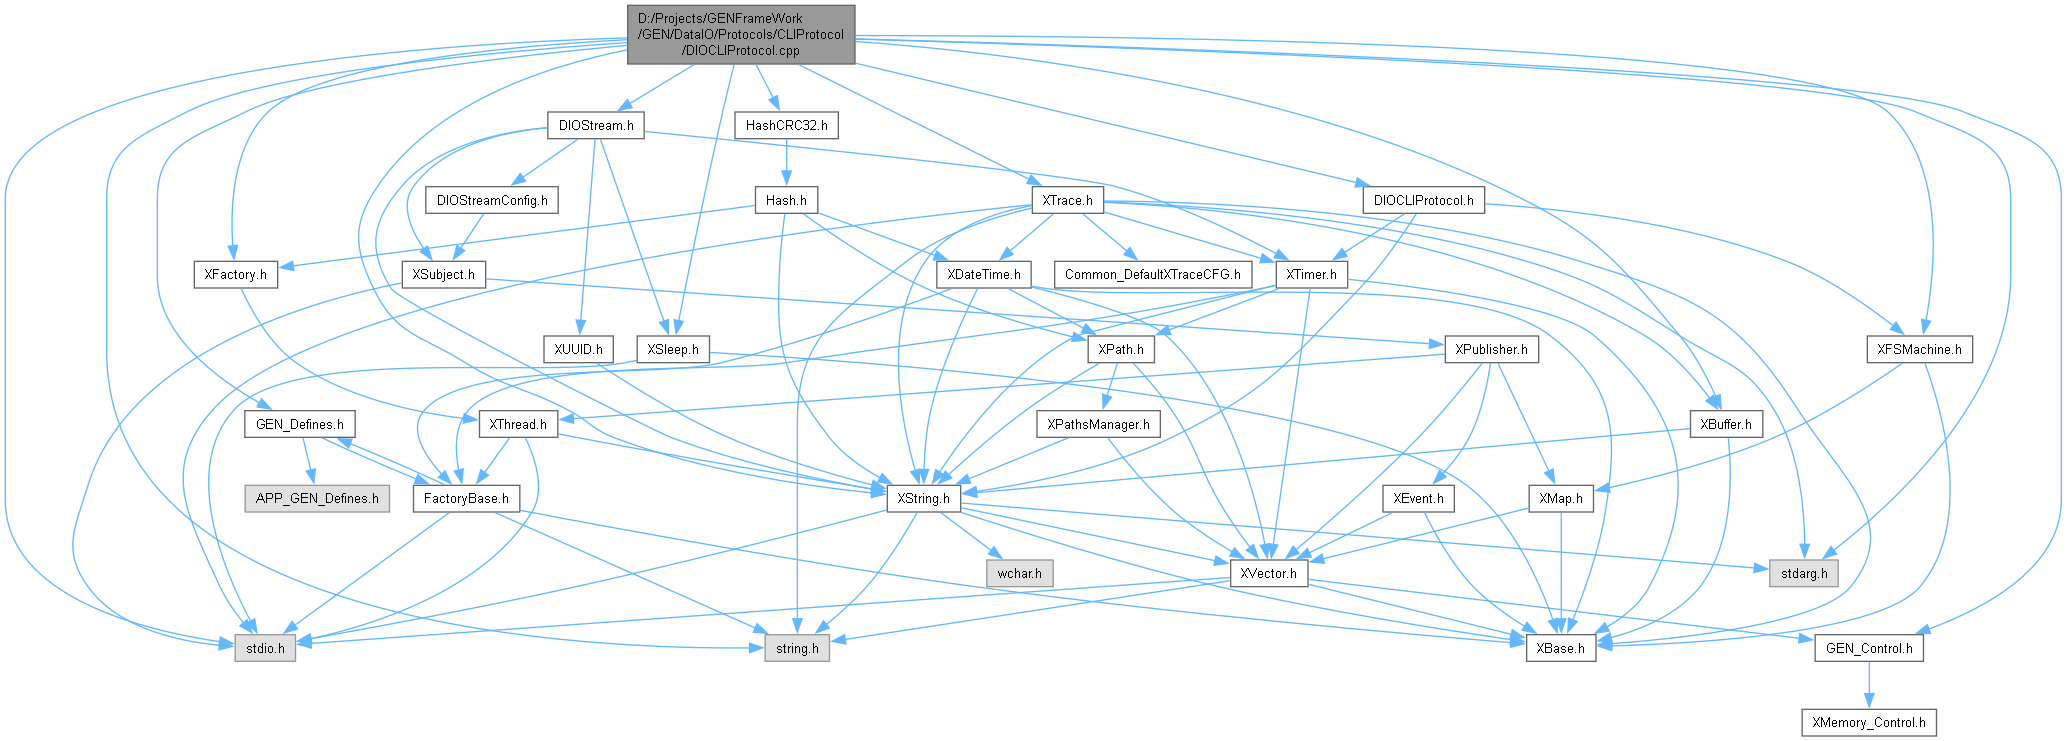 D:/Projects/GENFrameWork
/GEN/DataIO/Protocols/CLIProtocol
/DIOCLIProtocol.cpp
DIOStream.h
HashCRC32.h
DIOStreamConfig.h
Hash.h
XTrace.h
DIOCLIProtocol.h
XFactory.h
XSubject.h
XDateTime.h
Common_DefaultXTraceCFG.h
XTimer.h
XUUID.h
XSleep.h
XPath.h
XPublisher.h
XFSMachine.h
GEN_Defines.h
XThread.h
XPathsManager.h
XBuffer.h
APP_GEN_Defines.h
FactoryBase.h
XString.h
XEvent.h
XMap.h
wchar.h
XVector.h
stdarg.h
stdio.h
string.h
XBase.h
GEN_Control.h
XMemory_Control.h